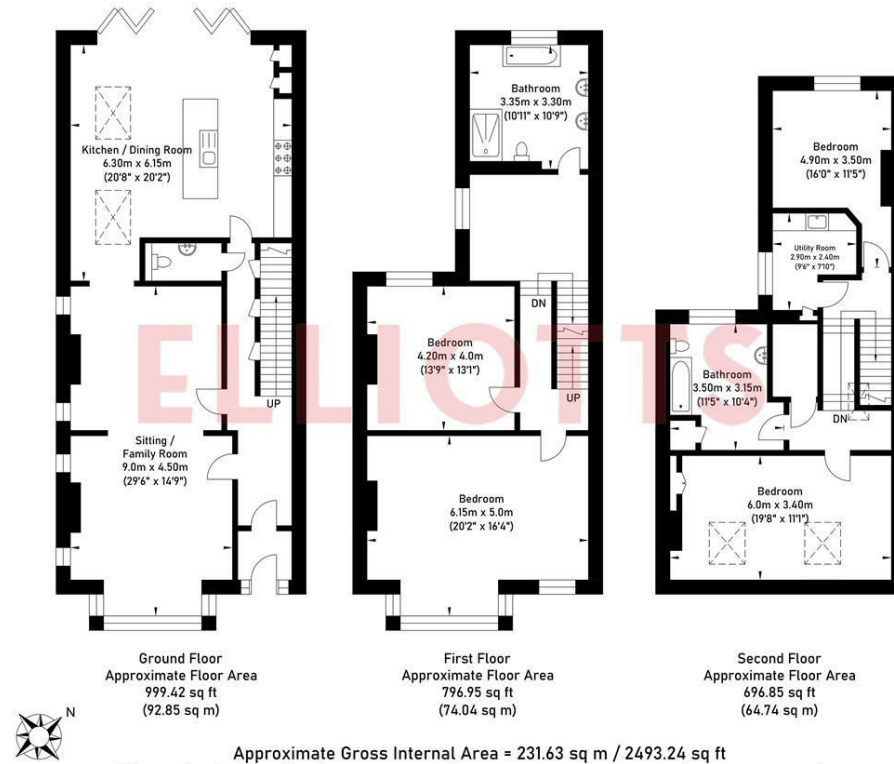 Kitchen / Dining Room
6.30m x 6.15m
(20'8" x 20'2")
Sitting /
Family Room
9.0m x 4.50m
(29'6" x 14'9")
UP
Bathroom
3.35m x 3.30m
(10'11" x 10'9")
DN
Bedroom
4.20m x 4.0m
(13'9" x 13'1")
UP
Bedroom
6.15m x 5.0m
(20'2" x 16'4")
Bedroom
4.90m x 3.50m
(16'0" x 11'5")
Utility Room
2.90m x 2.40m
(9'6" x 7'10")
Bathroom
3.50m x 3.15m
(11'5" x 10'4")
DN
Bedroom
6.0m x 3.40m
(19'8" x 11'1")
ELLIOTTS
Ground Floor
Approximate Floor Area
999.42 sq ft
(92.85 sq m)
First Floor
Approximate Floor Area
796.95 sq ft
(74.04 sq m)
Second Floor
Approximate Floor Area
696.85 sq ft
(64.74 sq m)
N
Approximate Gross Internal Area = 231.63 sq m / 2493.24 sq ft